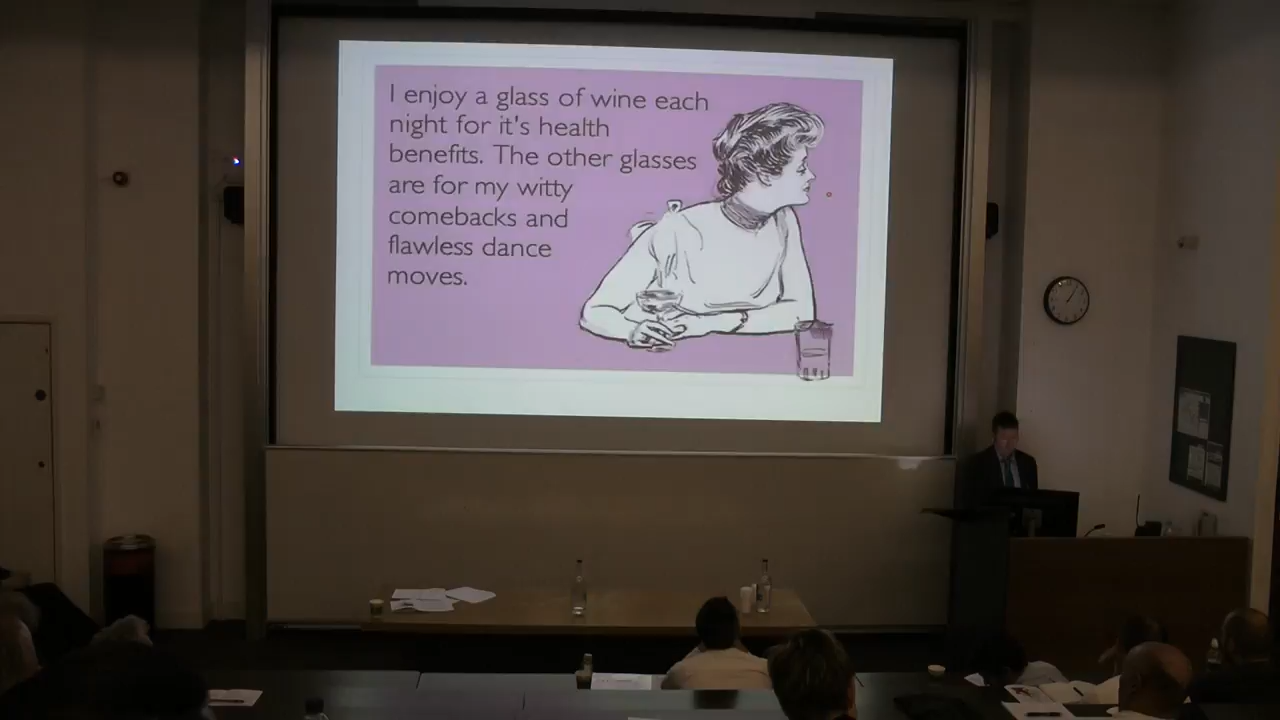 I enjoy a glass of wine each
night for it's health
benefits. The other glasses
are for my witty
comebacks and
flawless dance
moves.